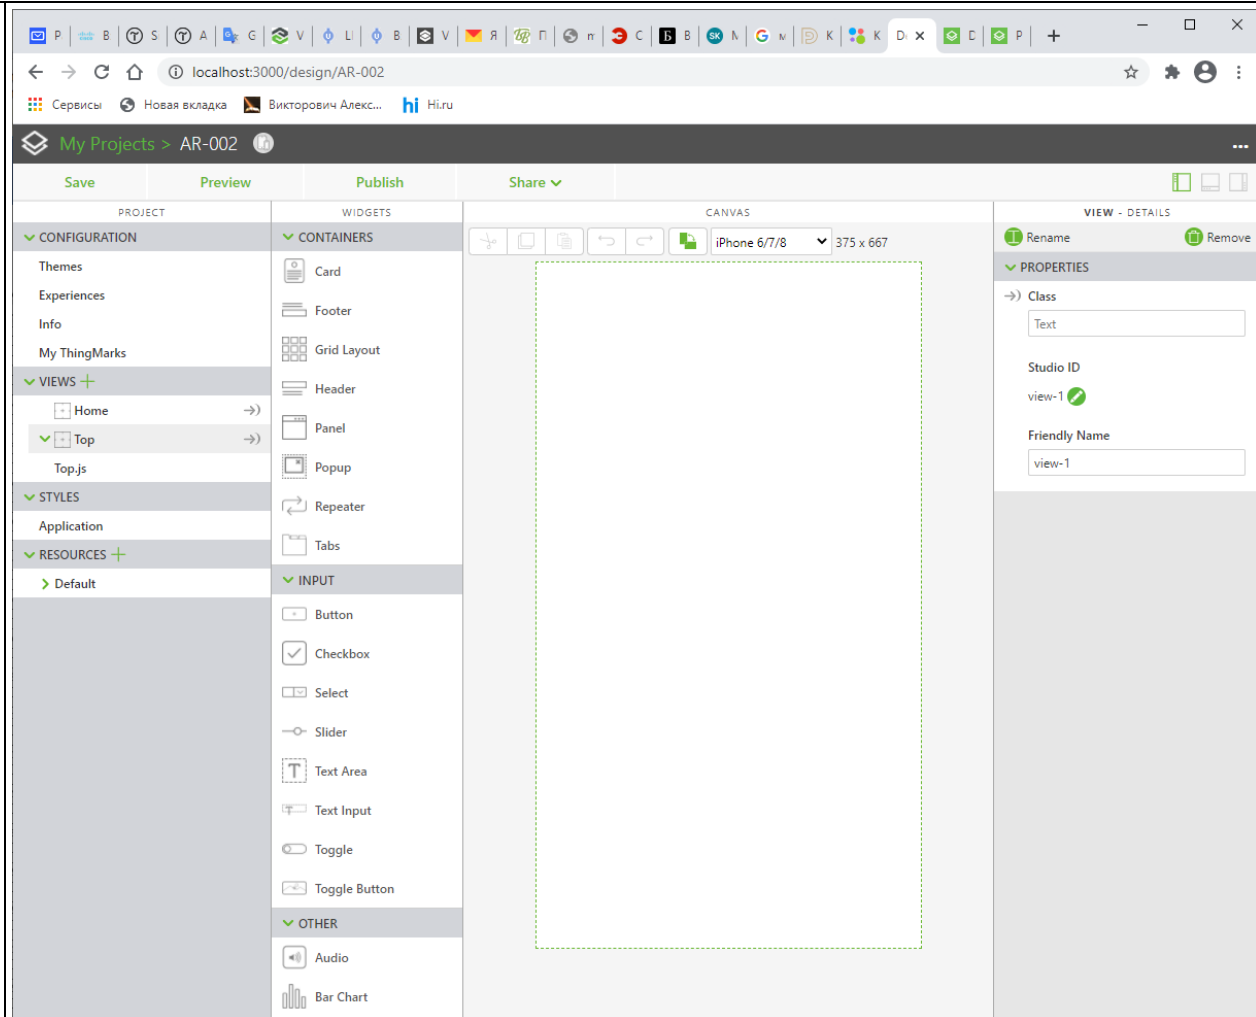 P B S A G V Ц В V Я П m С В N м К К D С P
localhost:3000/design/AR-002
Сервисы Новая вкладка Викторович Алекс... hi Hi.ru
My Projects > AR-002
Save Preview Publish Share
PROJECT WIDGETS CANVAS VIEW - DETAILS
CONFIGURATION CONTAINERS iPhone 6/7/8 375 x 667 Rename Remove
Themes Card PROPERTIES
Experiences Footer Class
Info Grid Layout Text
My ThingMarks Header Studio ID
VIEWS view-1
Home Panel Friendly Name
Top Popup view-1
Top.js Repeater
STYLES Tabs
Application INPUT
RESOURCES Button
Default Checkbox
Select
Slider
Text Area
Text Input
Toggle
Toggle Button
OTHER
Audio
Bar Chart